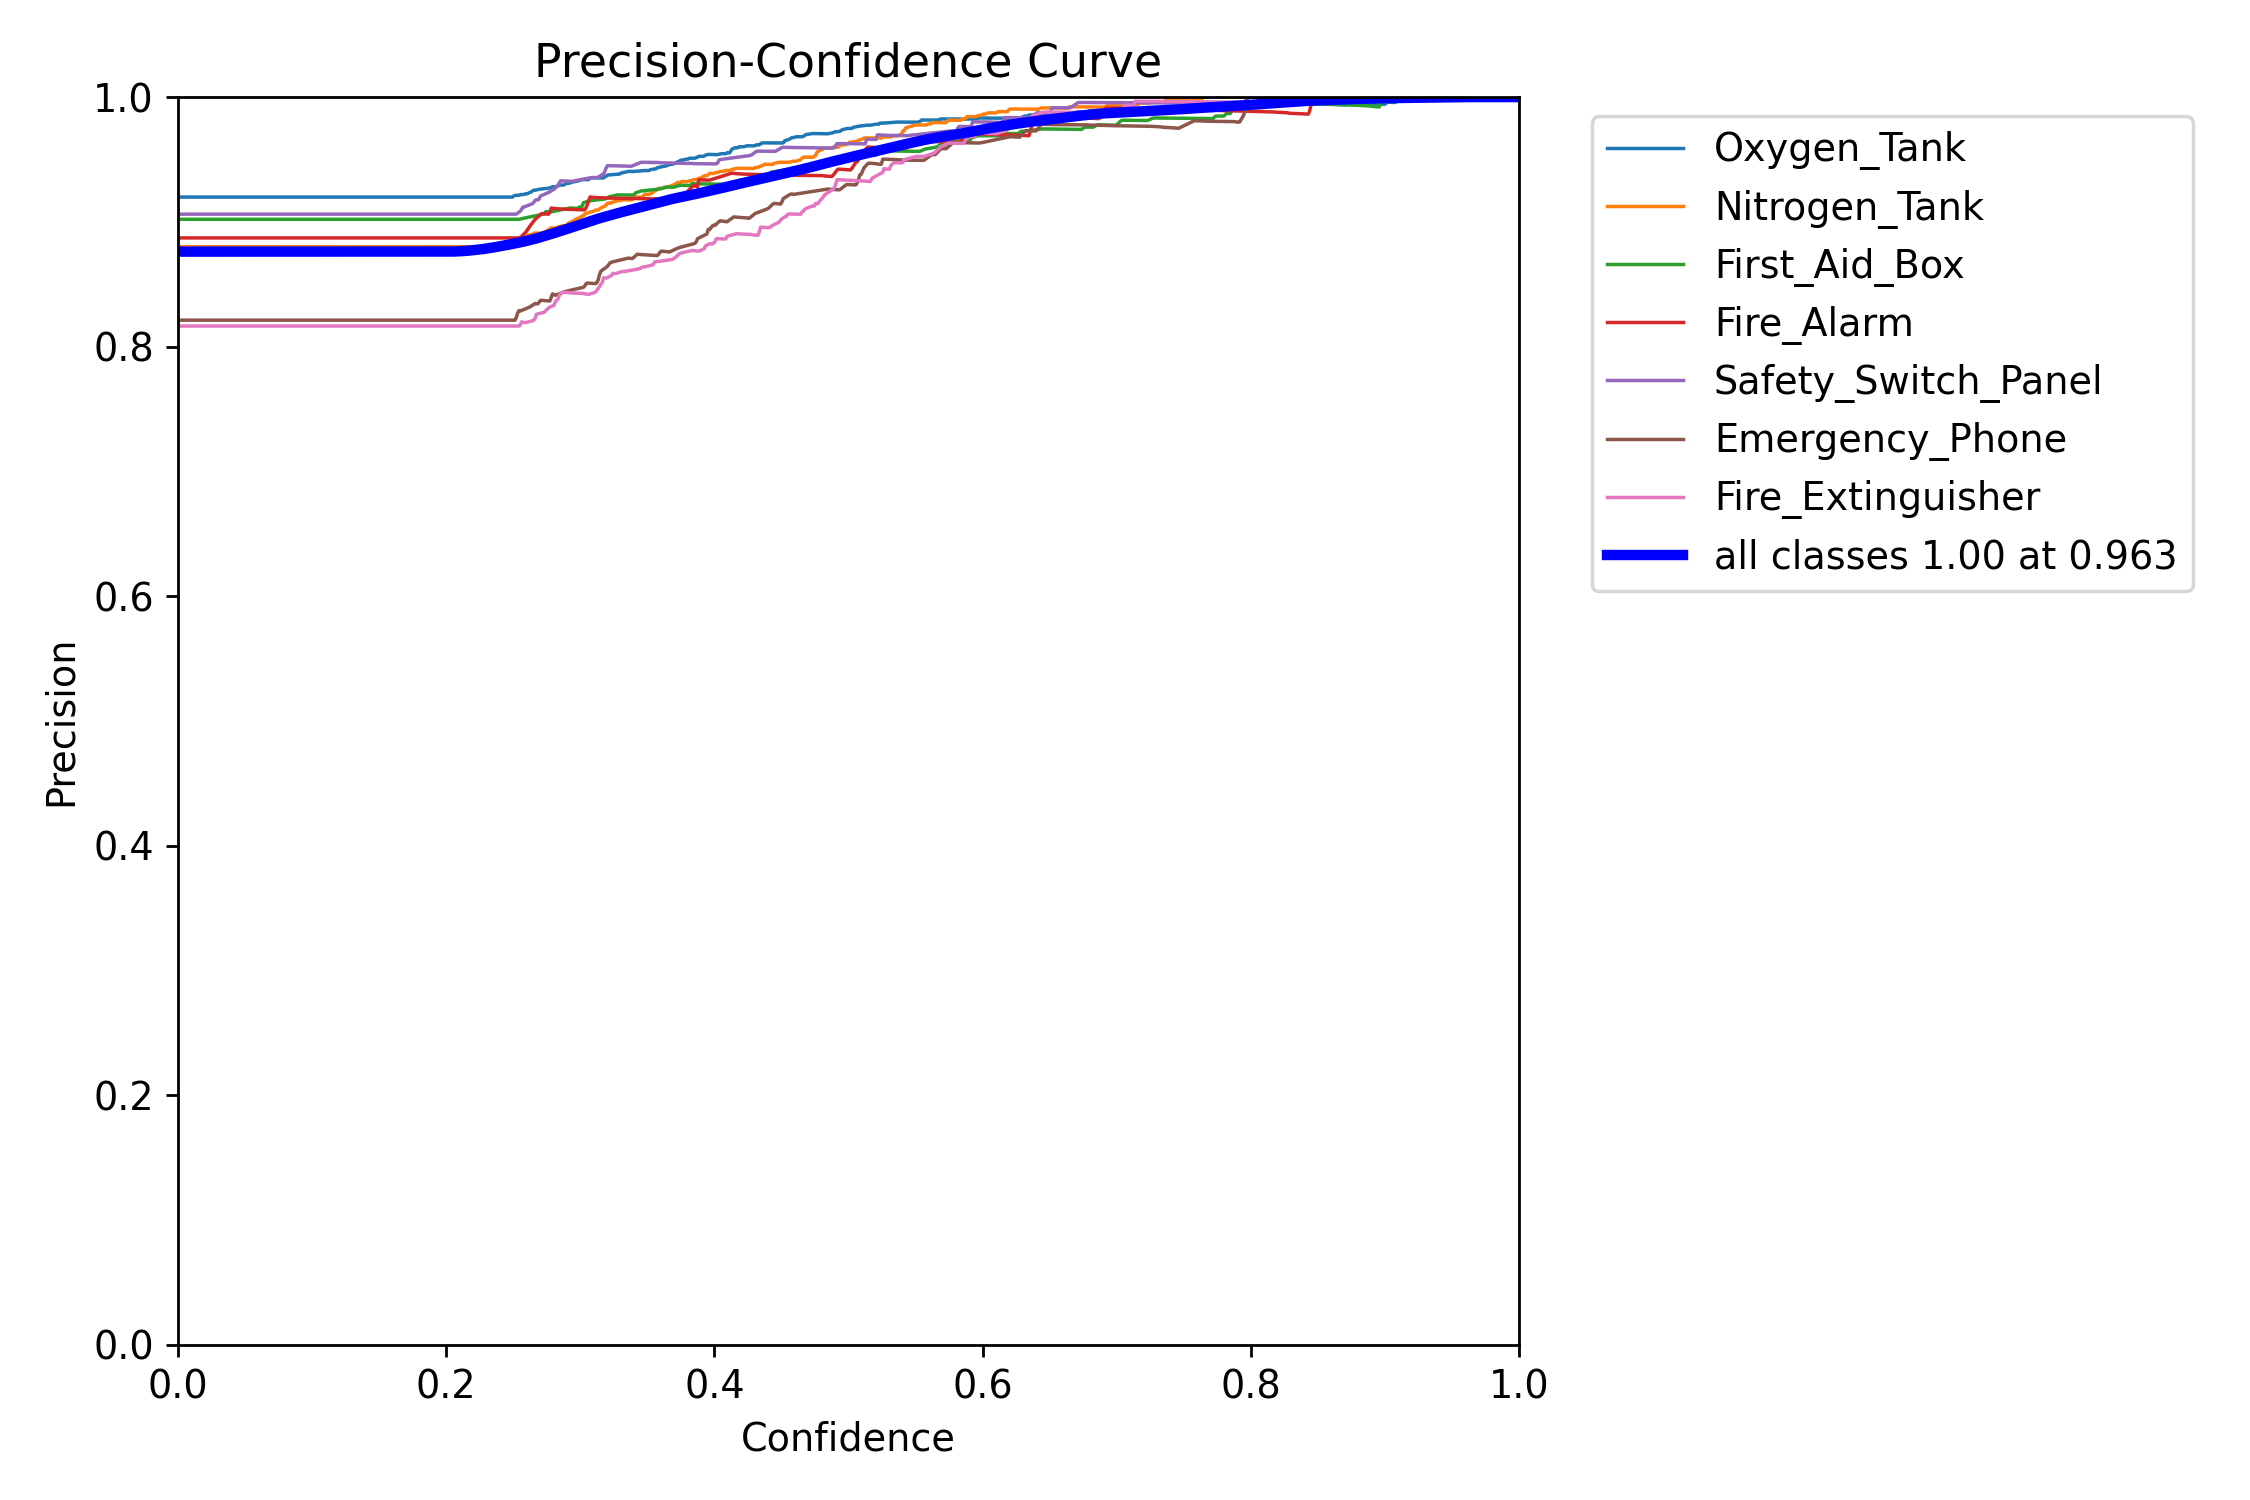 Precision-Confidence Curve
1.0
0.8
0.6
0.4
0.2
0.0
Precision
0.0 0.2 0.4 0.6 0.8 1.0
Confidence
Oxygen_Tank
Nitrogen_Tank
First_Aid_Box
Fire_Alarm
Safety_Switch_Panel
Emergency_Phone
Fire_Extinguisher
all classes 1.00 at 0.963